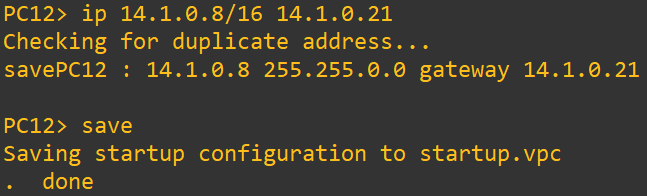 PC12> ip 14.1.0.8/16 14.1.0.21
Checking for duplicate address...
savePC12 : 14.1.0.8 255.255.0.0 gateway 14.1.0.21
PC12> save
Saving startup configuration to startup.vpc
.  done